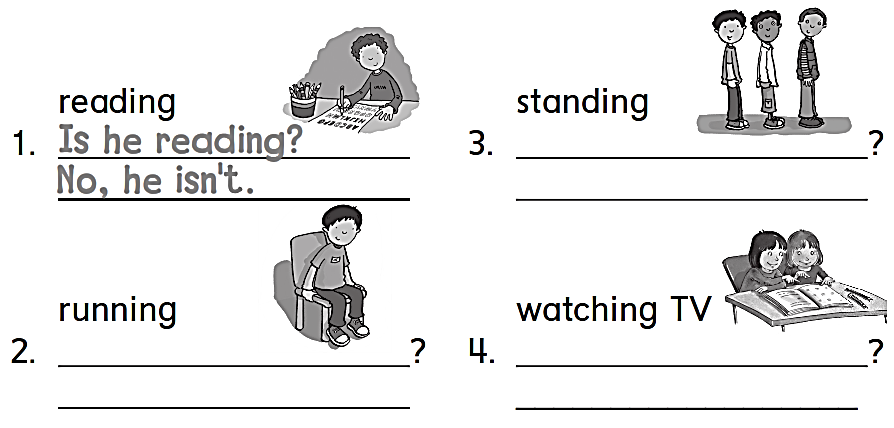 reading
1. Is he reading?
No, he isn't.
running
2. ?
standing
3. ?
watching TV
4. ?